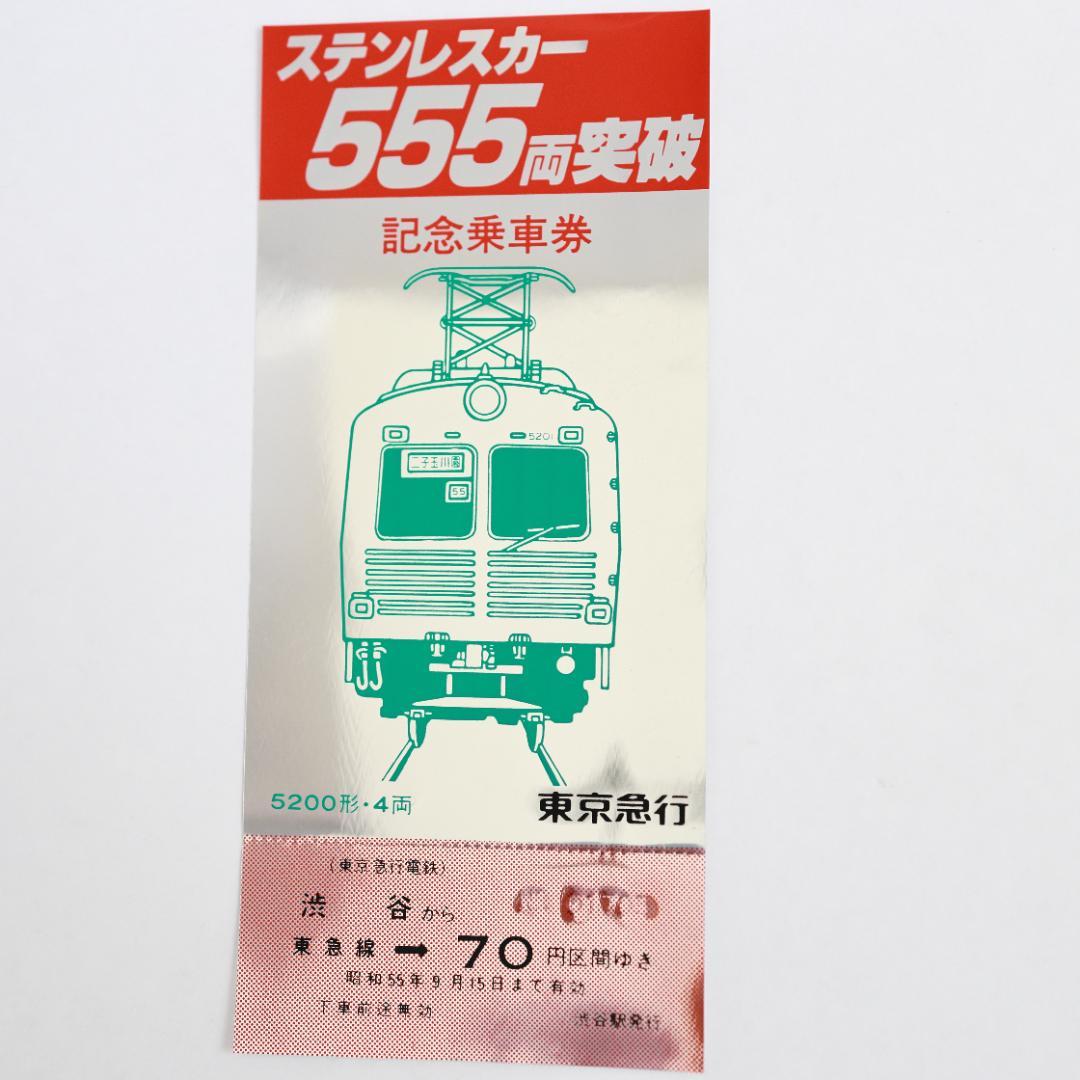 ステンレスカー
555両突破
記念乗車券
5201
二子玉川園
55
5200形・4両
東京急行
(東京急行電鉄)
渋谷から
東急線 → 70円区間ゆき
昭和55年9月15日まで有効
下車前途無効
渋谷駅発行